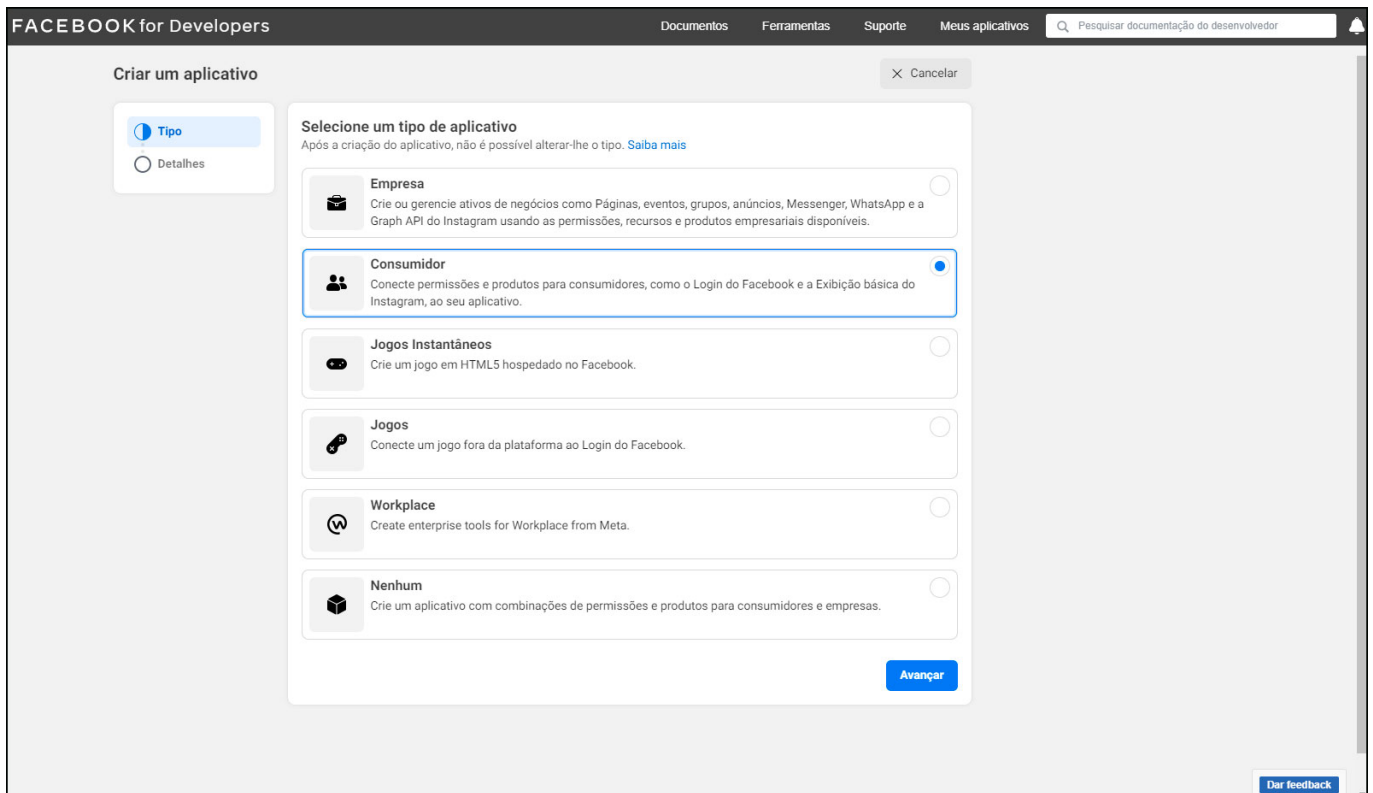 FACEBOOK for Developers
Documentos
Ferramentas
Suporte
Meus aplicativos
Pesquisar documentação do desenvolvedor
Criar um aplicativo
Cancelar
Tipo
Detalhes
Selecione um tipo de aplicativo
Após a criação do aplicativo, não é possível alterar-lhe o tipo. Saiba mais
Empresa
Crie ou gerencie ativos de negócios como Páginas, eventos, grupos, anúncios, Messenger, WhatsApp e a
Graph API do Instagram usando as permissões, recursos e produtos empresariais disponíveis.
Consumidor
Conecte permissões e produtos para consumidores, como o Login do Facebook e a Exibição básica do
Instagram, ao seu aplicativo.
Jogos Instantâneos
Crie um jogo em HTML5 hospedado no Facebook.
Jogos
Conecte um jogo fora da plataforma ao Login do Facebook.
Workplace
Create enterprise tools for Workplace from Meta.
Nenhum
Crie um aplicativo com combinações de permissões e produtos para consumidores e empresas.
Avançar
Dar feedback